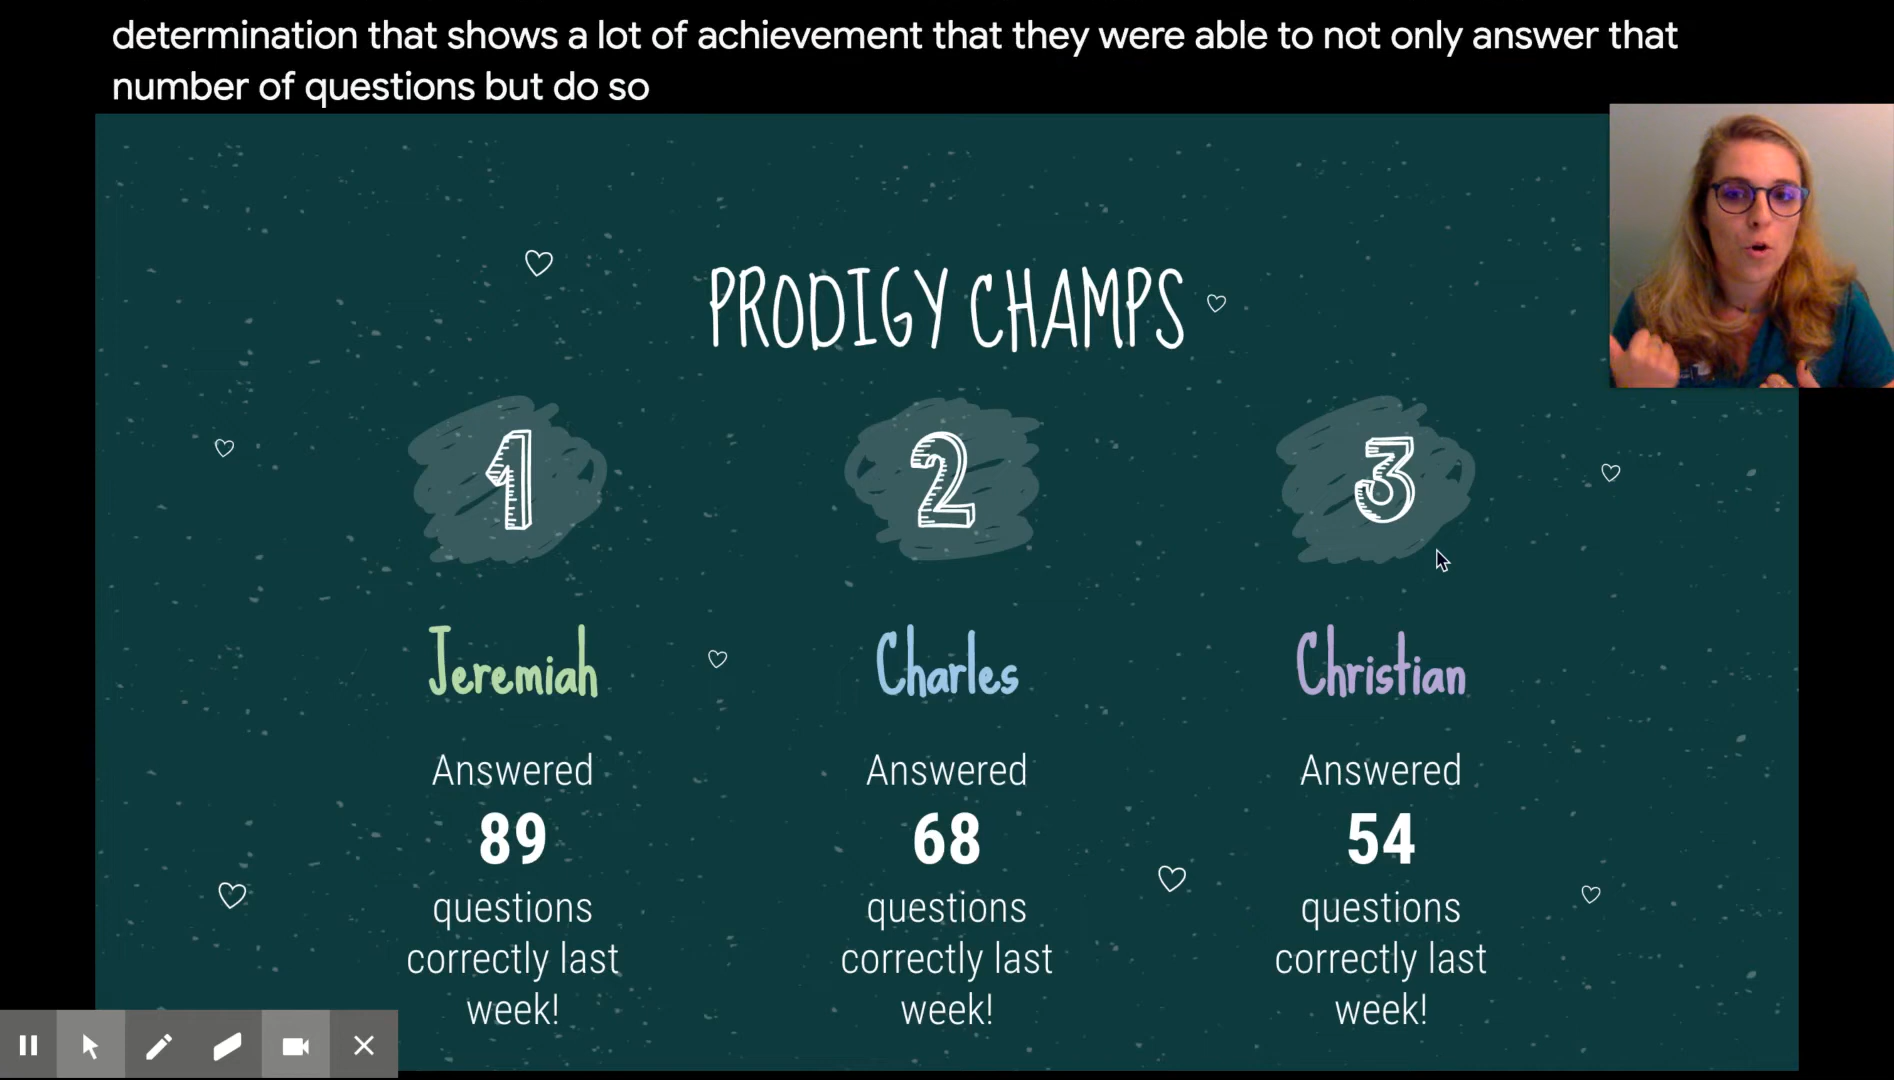 determination that shows a lot of achievement that they were able to not only answer that
number of questions but do so
PRODIGY CHAMPS
1
2
3
Jeremiah
Charles
Christian
Answered
89
questions
correctly last
week!
Answered
68
questions
correctly last
week!
Answered
54
questions
correctly last
week!